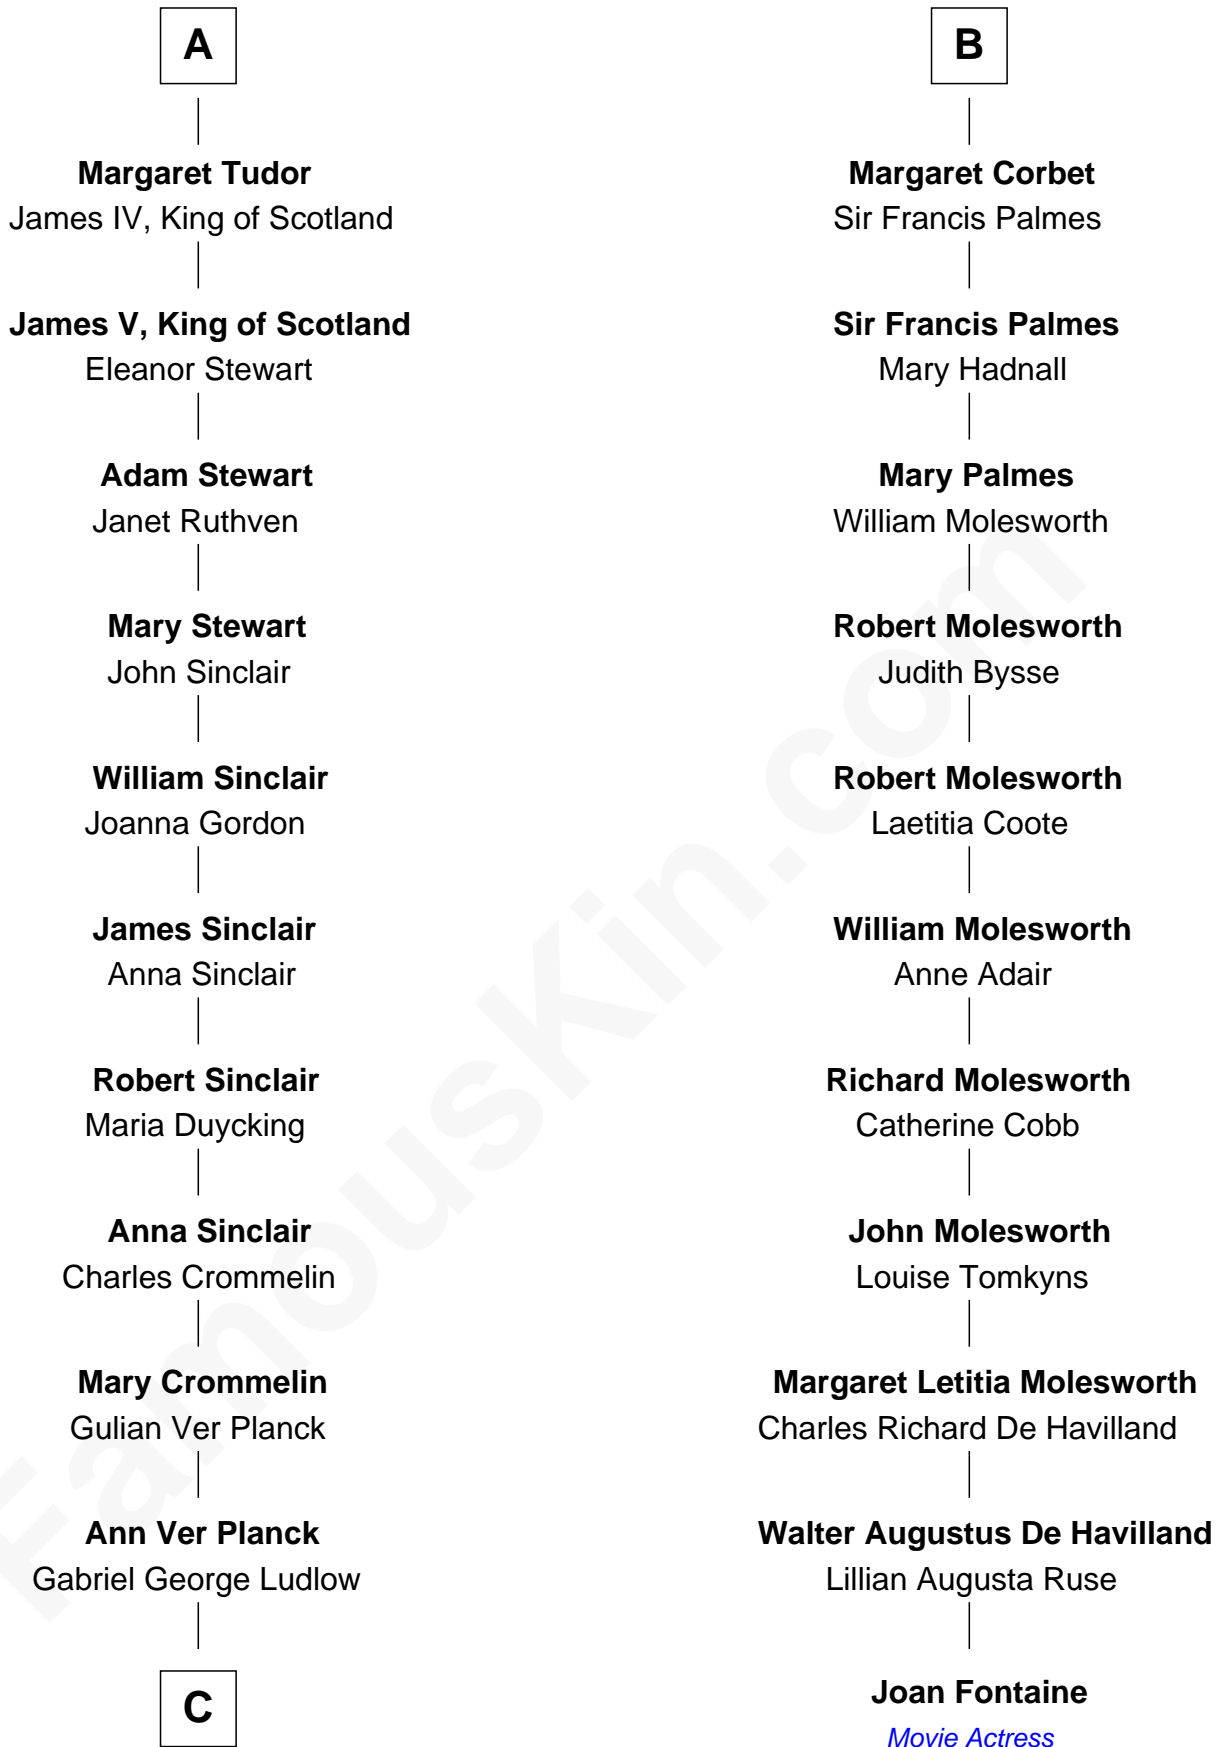 A
Margaret Tudor
James IV, King of Scotland
James V, King of Scotland
Eleanor Stewart
Adam Stewart
Janet Ruthven
Mary Stewart
John Sinclair
William Sinclair
Joanna Gordon
James Sinclair
Anna Sinclair
Robert Sinclair
Maria Duycking
Anna Sinclair
Charles Crommelin
Mary Crommelin
Gulian Ver Planck
Ann Ver Planck
Gabriel George Ludlow
C
B
Margaret Corbet
Sir Francis Palmes
Sir Francis Palmes
Mary Hadnall
Mary Palmes
William Molesworth
Robert Molesworth
Judith Bysse
Robert Molesworth
Laetitia Coote
William Molesworth
Anne Adair
Richard Molesworth
Catherine Cobb
John Molesworth
Louise Tomkyns
Margaret Letitia Molesworth
Charles Richard De Havilland
Walter Augustus De Havilland
Lillian Augusta Ruse
Joan Fontaine
Movie Actress
FamousKin.com